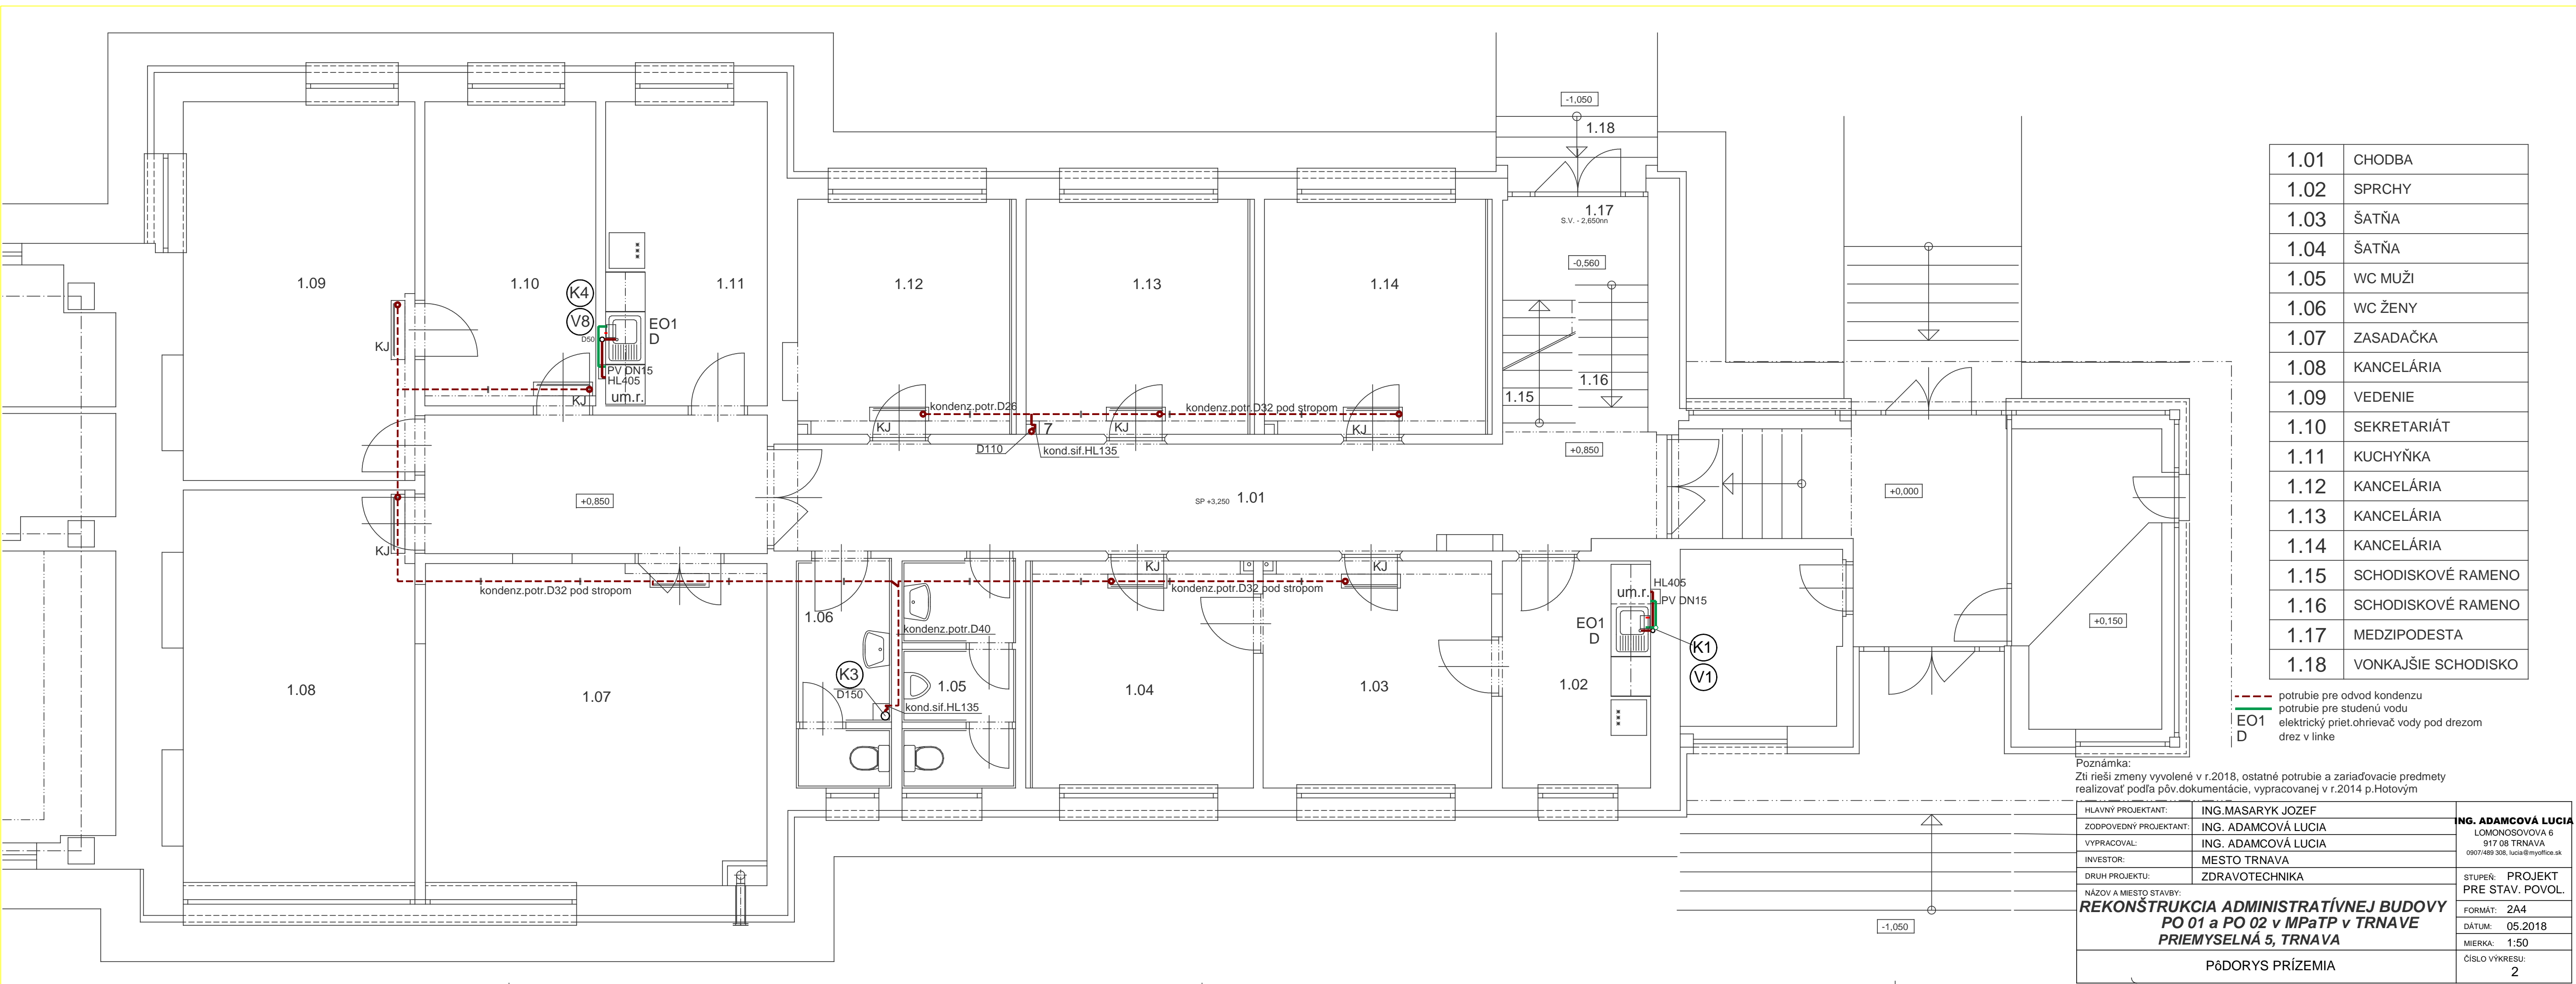 -1,050
1.18
1.17
S.V. - 2,650nn
-0,560
1.16
1.15
+0,850
1.09
1.10
K4
V8
D50
EO1
D
PV DN15
HL405
um.r.
1.11
KJ
KJ
1.12
1.13
1.14
kondenz.potr.D26
kondenz.potr.D32 pod stropom
KJ
KJ
KJ
7
D110
kond.sif.HL135
+0,850
SP +3,250
1.01
+0,000
+0,150
KJ
KJ
KJ
kondenz.potr.D32 pod stropom
kondenz.potr.D32 pod stropom
1.06
kondenz.potr.D40
K3
D150
1.05
kond.sif.HL135
1.08
1.07
1.04
1.03
1.02
HL405
um.r.
PV DN15
EO1
D
K1
V1
-1,050
1.01 CHODBA
1.02 SPRCHY
1.03 ŠATŇA
1.04 ŠATŇA
1.05 WC MUŽI
1.06 WC ŽENY
1.07 ZASADAČKA
1.08 KANCELÁRIA
1.09 VEDENIE
1.10 SEKRETARIÁT
1.11 KUCHYŇKA
1.12 KANCELÁRIA
1.13 KANCELÁRIA
1.14 KANCELÁRIA
1.15 SCHODISKOVÉ RAMENO
1.16 SCHODISKOVÉ RAMENO
1.17 MEDZIPODESTA
1.18 VONKAJŠIE SCHODISKO
potrubie pre odvod kondenzu
potrubie pre studenú vodu
EO1 elektrický priet.ohrievač vody pod drezom
D drez v linke
Poznámka:
Zti rieši zmeny vyvolené v r.2018, ostatné potrubie a zariaďovacie predmety
realizovať podľa pôv.dokumentácie, vypracovanej v r.2014 p.Hotovým
HLAVNÝ PROJEKTANT: ING.MASARYK JOZEF
ZODPOVEDNÝ PROJEKTANT: ING. ADAMCOVÁ LUCIA
VYPRACOVAL: ING. ADAMCOVÁ LUCIA
INVESTOR: MESTO TRNAVA
DRUH PROJEKTU: ZDRAVOTECHNIKA
ING. ADAMCOVÁ LUCIA
LOMONOSOVOVA 6
917 08 TRNAVA
0907/489 308, lucia@myoffice.sk
NÁZOV A MIESTO STAVBY:
REKONŠTRUKCIA ADMINISTRATÍVNEJ BUDOVY
PO 01 a PO 02 v MPaTP v TRNAVE
PRIEMYSELNÁ 5, TRNAVA
STUPEŇ: PROJEKT
PRE STAV. POVOL.
FORMÁT: 2A4
DÁTUM: 05.2018
MIERKA: 1:50
ČÍSLO VÝKRESU:
2
PôDORYS PRÍZEMIA